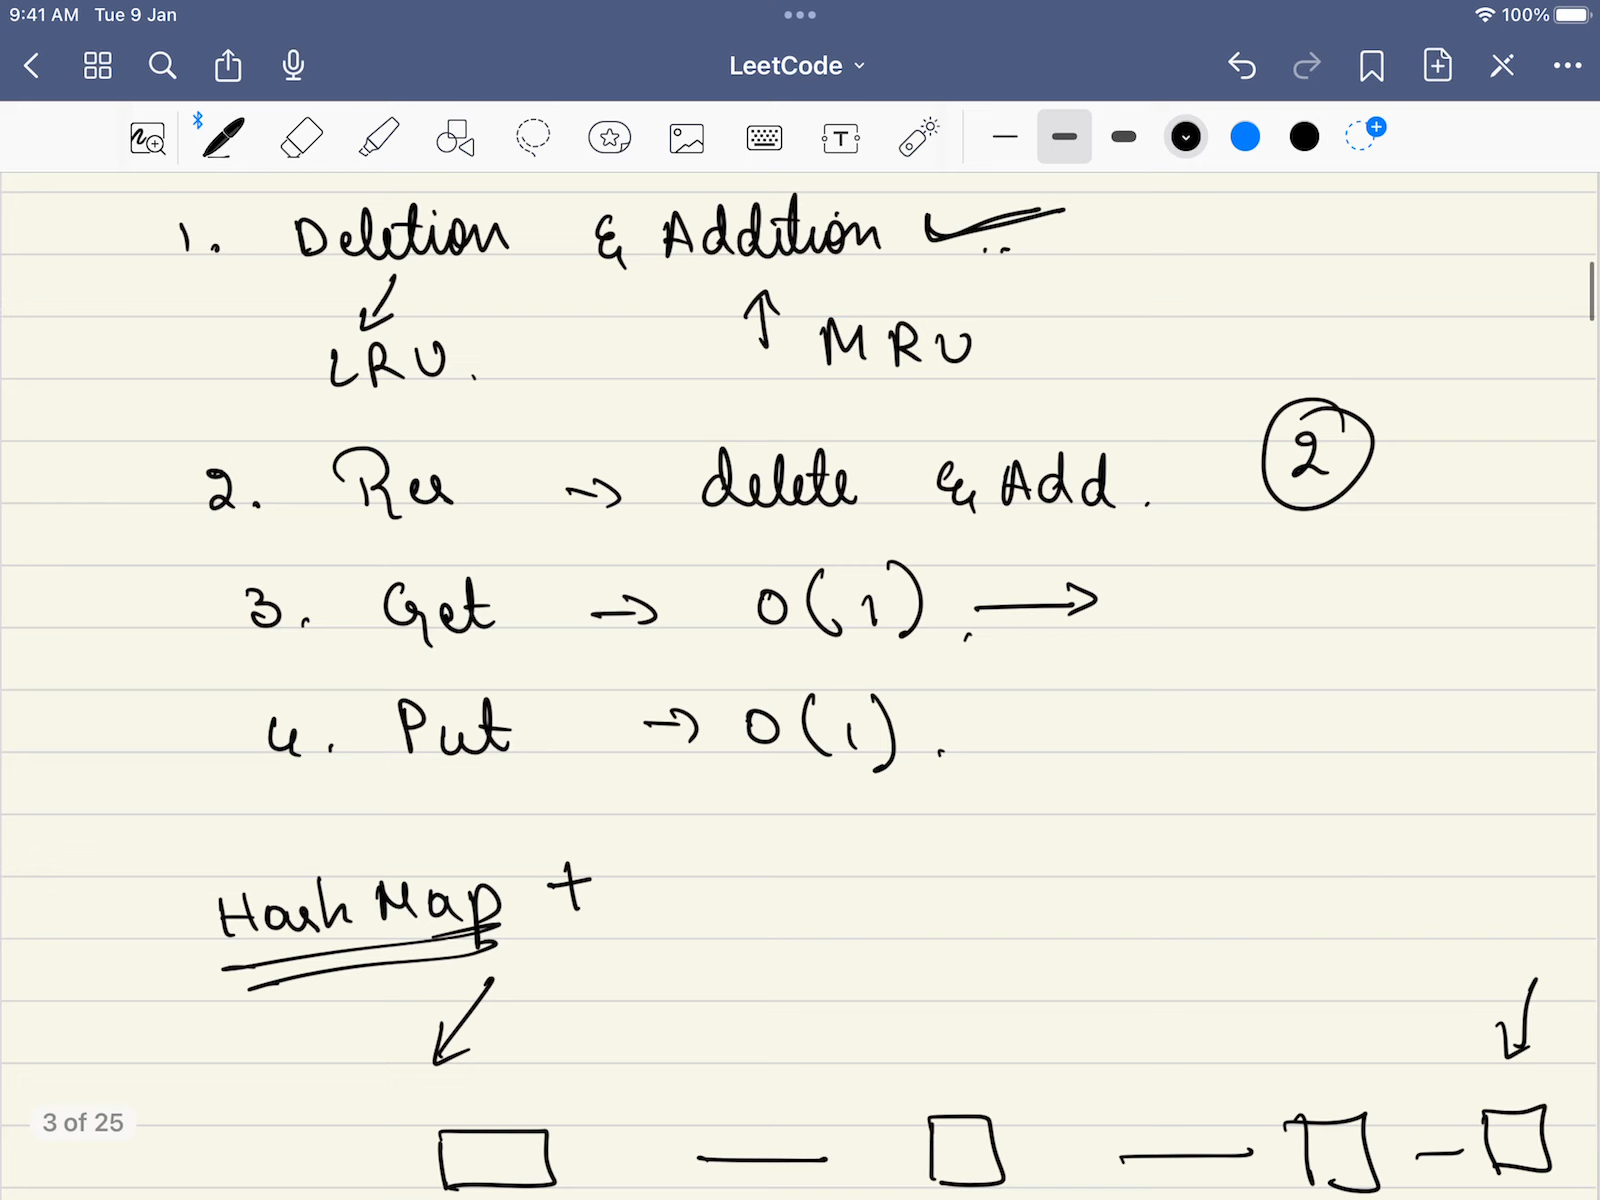 9:41 AM Tue 9 Jan
100%
LeetCode
T
1. Deletion & Addition
LRU.
MRU
2
2. Res → delete & Add.
3. Get → O(1). →
4. Put → O(1).
Hash Map +
3 of 25